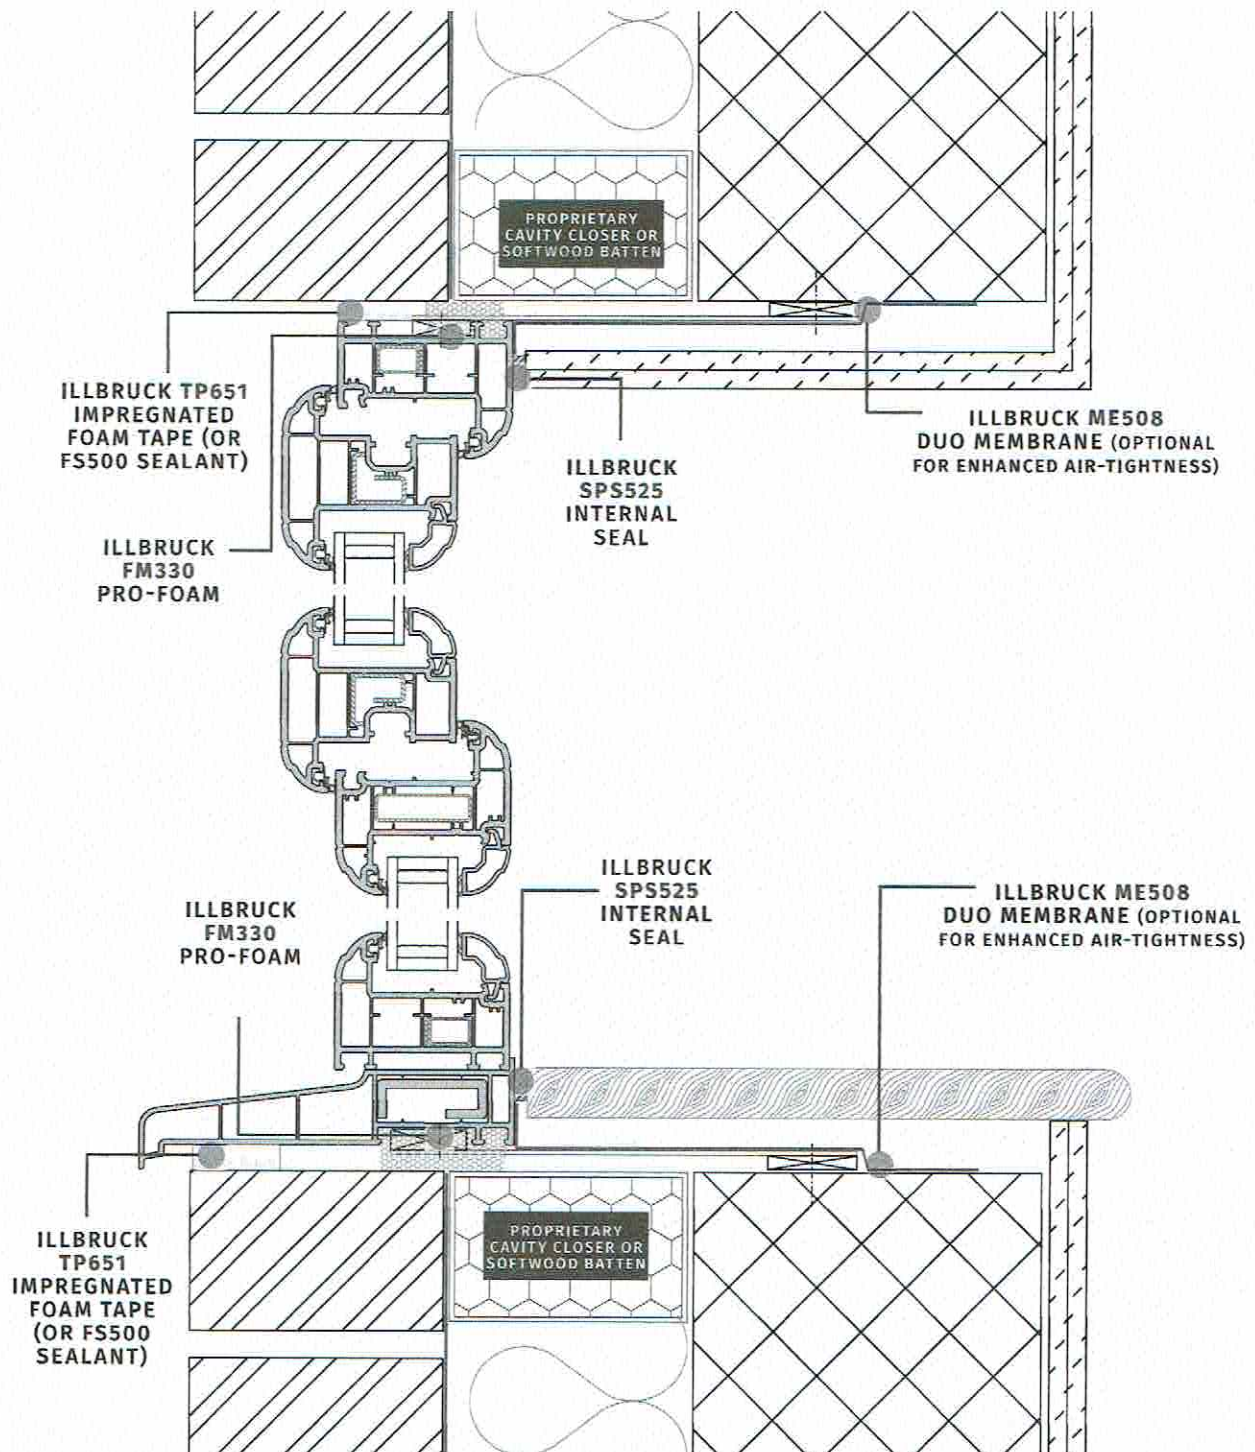 PROPRIETARY
CAVITY CLOSER OR
SOFTWOOD BATTEN
ILLBRUCK TP651
IMPREGNATED
FOAM TAPE (OR
FS500 SEALANT)
ILLBRUCK
SPS525
INTERNAL
SEAL
ILLBRUCK ME508
DUO MEMBRANE (OPTIONAL
FOR ENHANCED AIR-TIGHTNESS)
ILLBRUCK
FM330
PRO-FOAM
ILLBRUCK
FM330
PRO-FOAM
ILLBRUCK
SPS525
INTERNAL
SEAL
ILLBRUCK ME508
DUO MEMBRANE (OPTIONAL
FOR ENHANCED AIR-TIGHTNESS)
ILLBRUCK
TP651
IMPREGNATED
FOAM TAPE
(OR FS500
SEALANT)
PROPRIETARY
CAVITY CLOSER OR
SOFTWOOD BATTEN